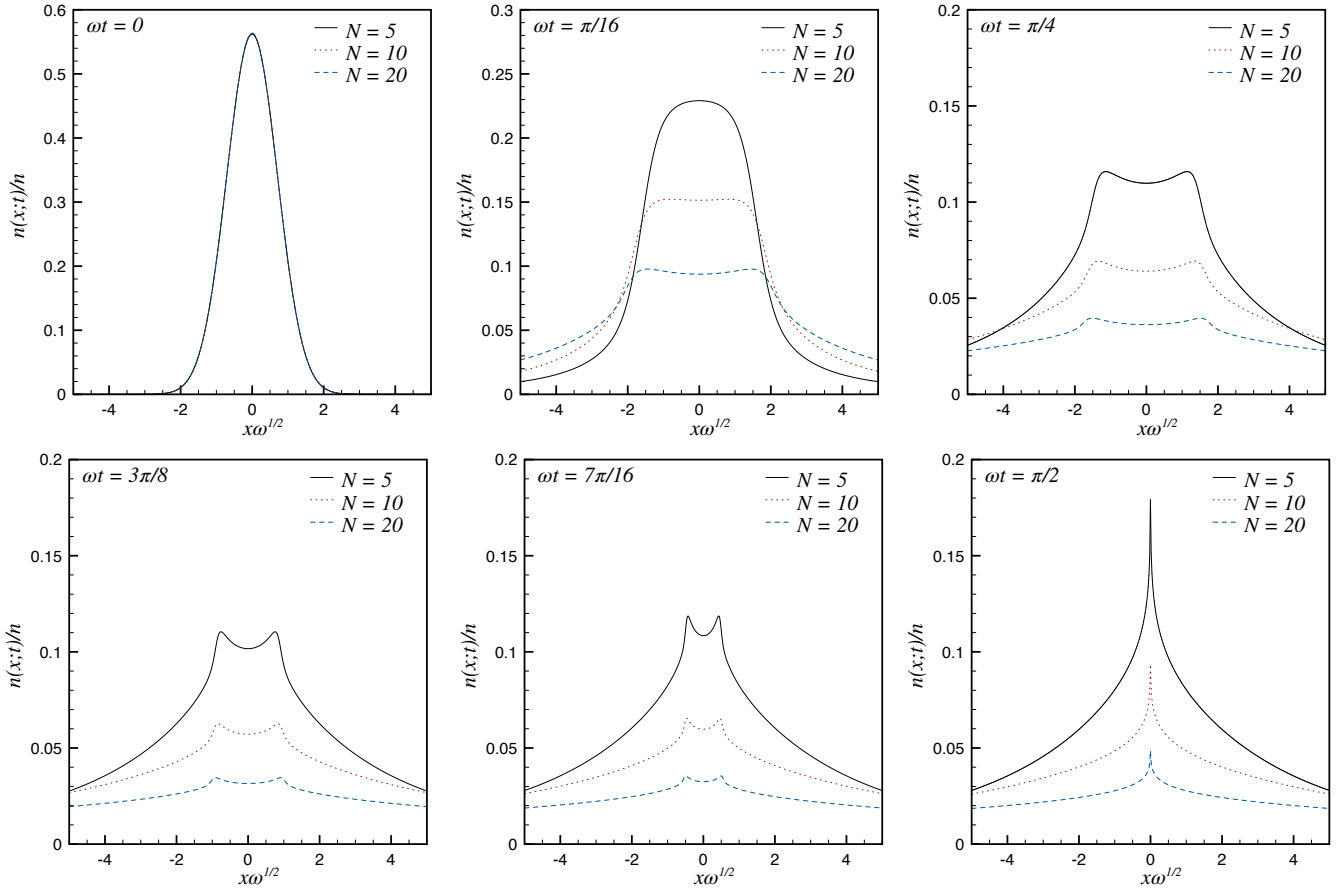 ωt = 0
N = 5
N = 10
N = 20
0.6
0.5
0.4
0.3
0.2
0.1
0
n(x;t)/n
-4 -2 0 2 4
xω^1/2
ωt = π/16
N = 5
N = 10
N = 20
0.3
0.25
0.2
0.15
0.1
0.05
0
n(x;t)/n
-4 -2 0 2 4
xω^1/2
ωt = π/4
N = 5
N = 10
N = 20
0.2
0.15
0.1
0.05
0
n(x;t)/n
-4 -2 0 2 4
xω^1/2
ωt = 3π/8
N = 5
N = 10
N = 20
0.2
0.15
0.1
0.05
0
n(x;t)/n
-4 -2 0 2 4
xω^1/2
ωt = 7π/16
N = 5
N = 10
N = 20
0.2
0.15
0.1
0.05
0
n(x;t)/n
-4 -2 0 2 4
xω^1/2
ωt = π/2
N = 5
N = 10
N = 20
0.2
0.15
0.1
0.05
0
n(x;t)/n
-4 -2 0 2 4
xω^1/2